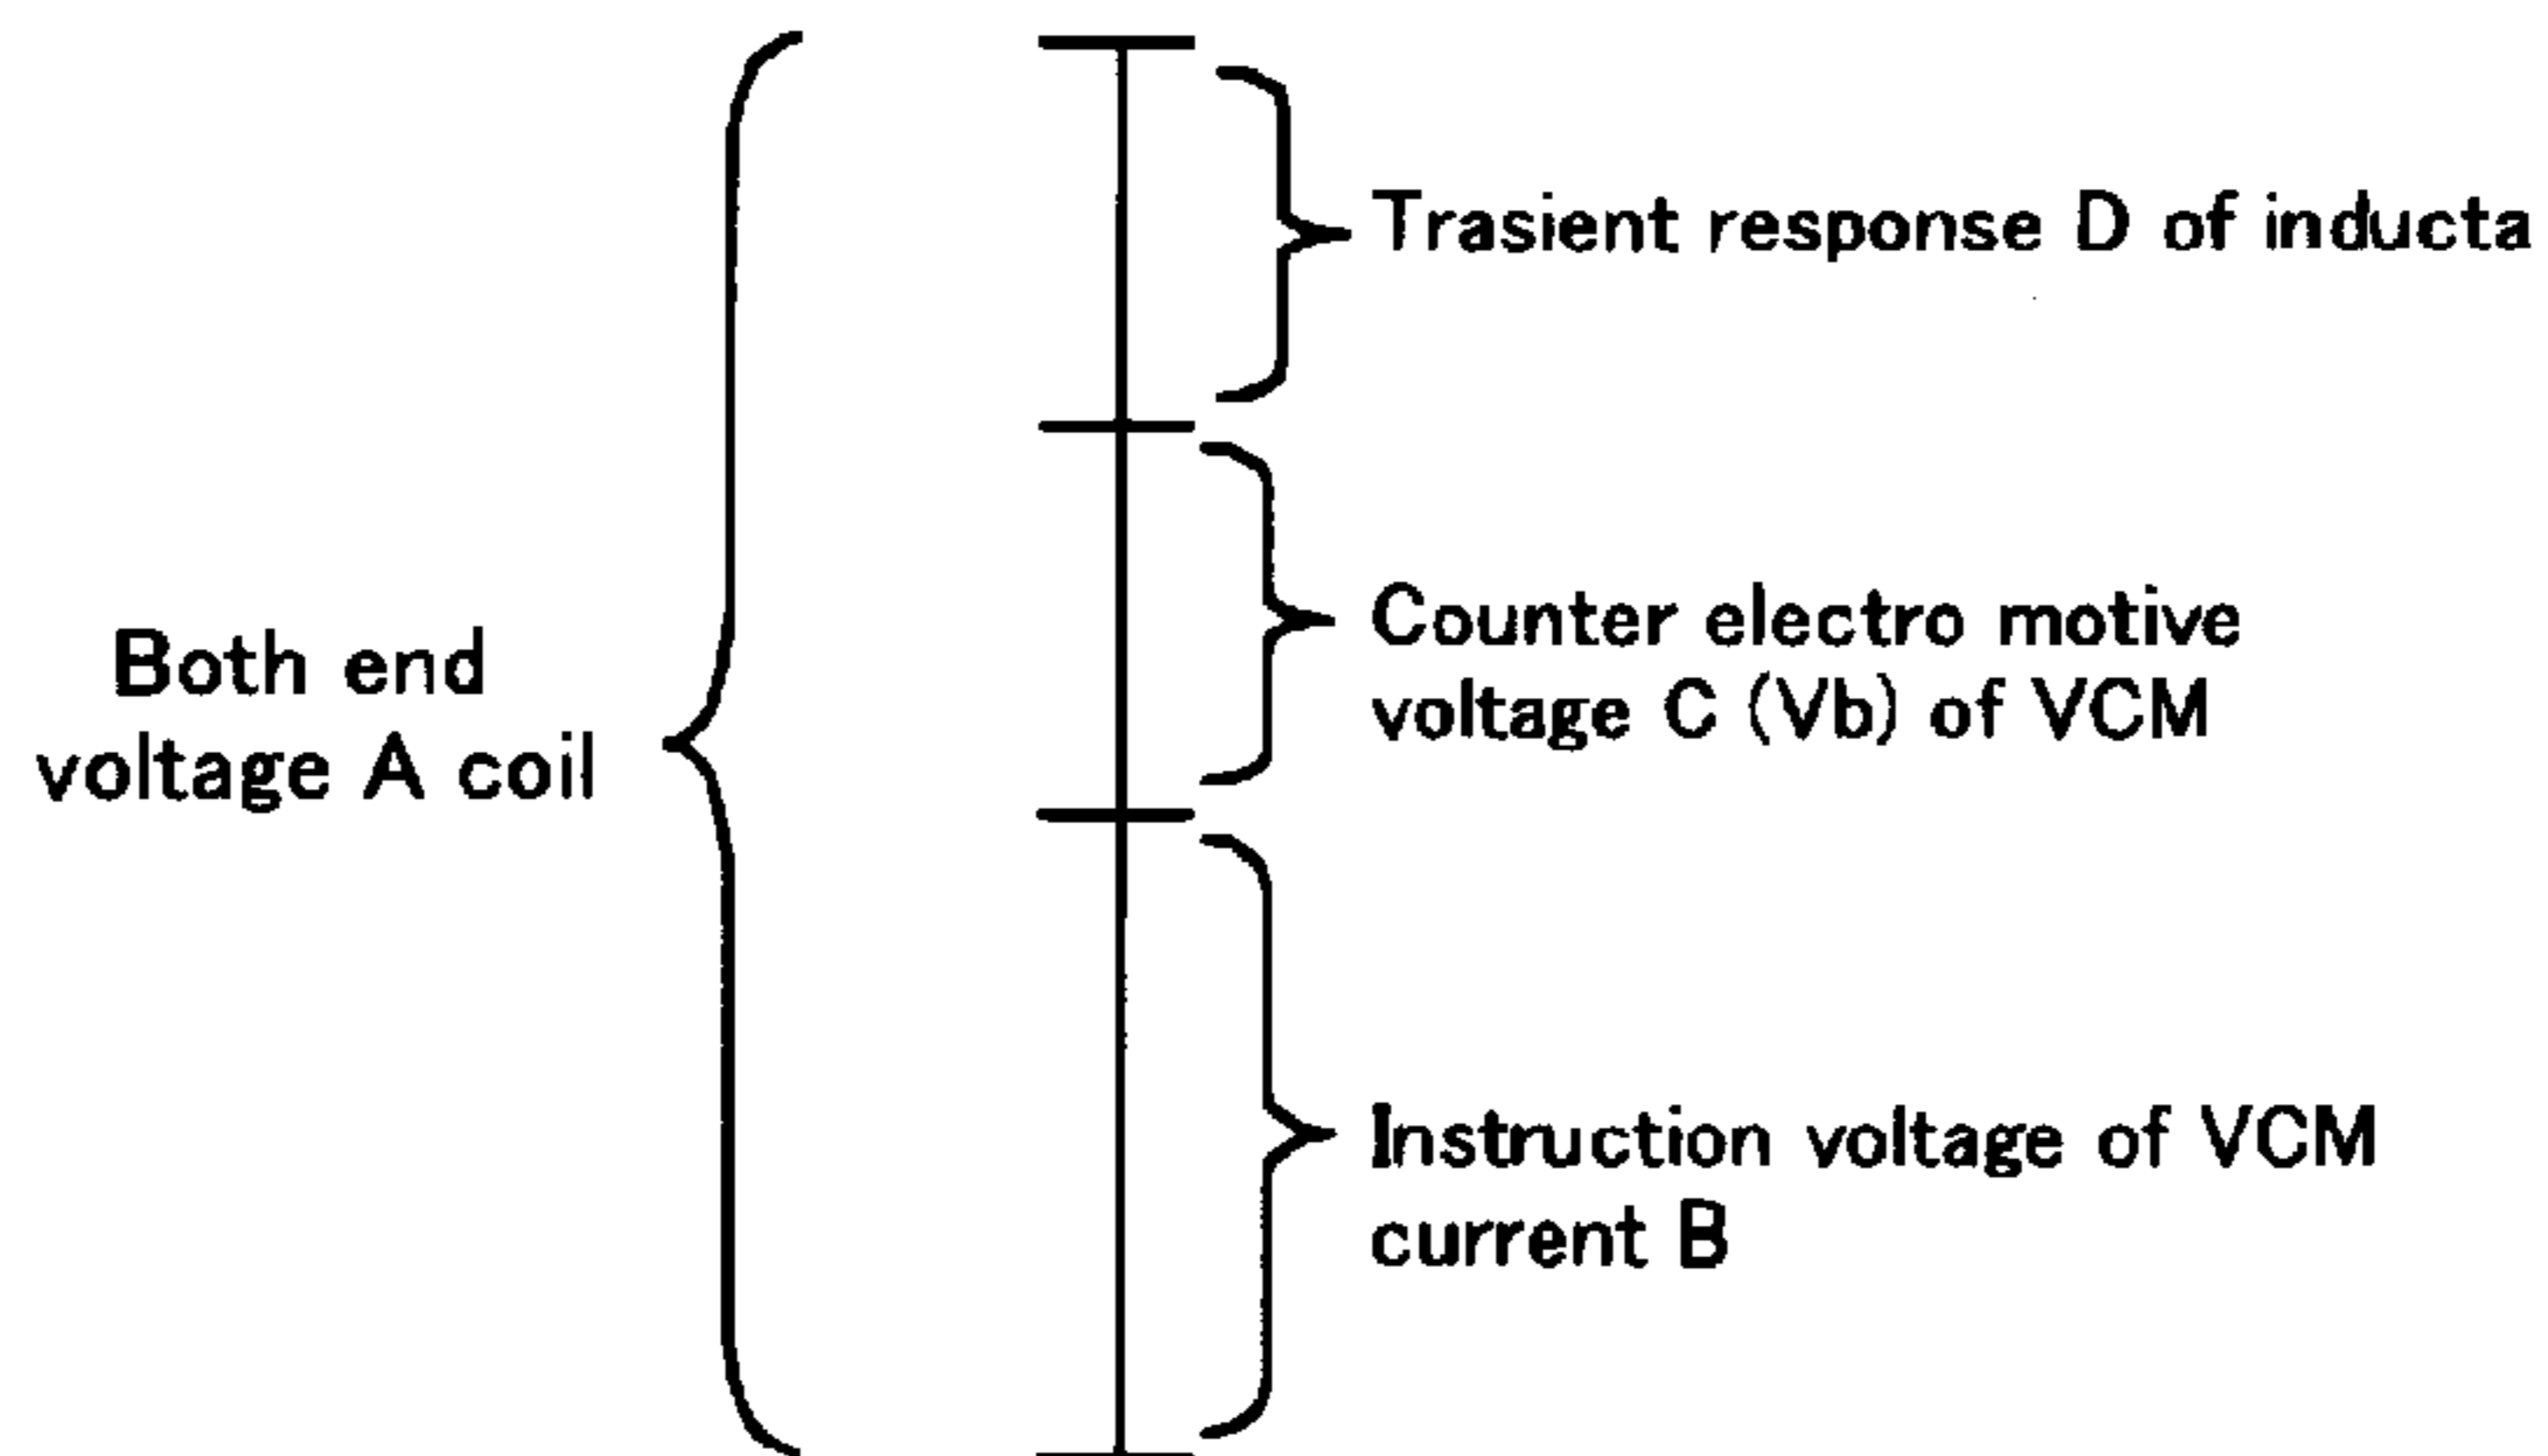 Trasient response D of inducta
Both end
voltage A coil
Counter electro motive
voltage C (Vb) of VCM
Instruction voltage of VCM
current B